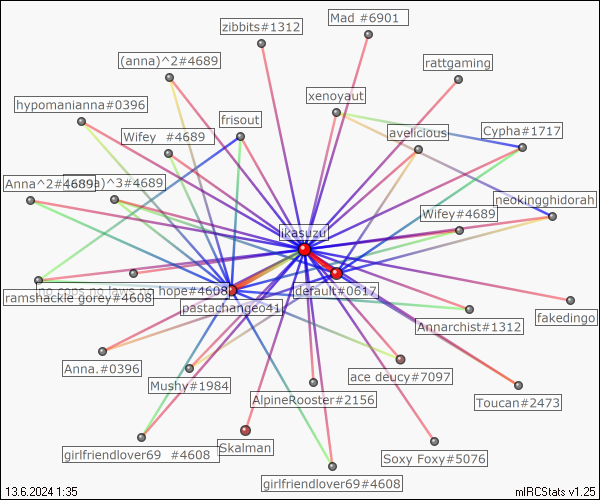 Mad #6901
zibbits#1312
(anna)^2#4689
rattgaming
hypomanianna#0396
xenoyaut
frisout
Wifey  #4689
avelicious
Cypha#1717
Anna^2#4689
)^3#4689
neokingghidorah
Wifey#4689
ikasuzu
no cops no laws no hope#4608
default#0617
ramshackle gorey#4608
pastachangeo41
fakedingo
Annarchist#1312
Anna.#0396
ace deucy#7097
Mushy#1984
AlpineRooster#2156
Toucan#2473
girlfriendlover69  #4608
Skalman
Soxy Foxy#5076
girlfriendlover69#4608
13.6.2024 1:35
mIRCStats v1.25